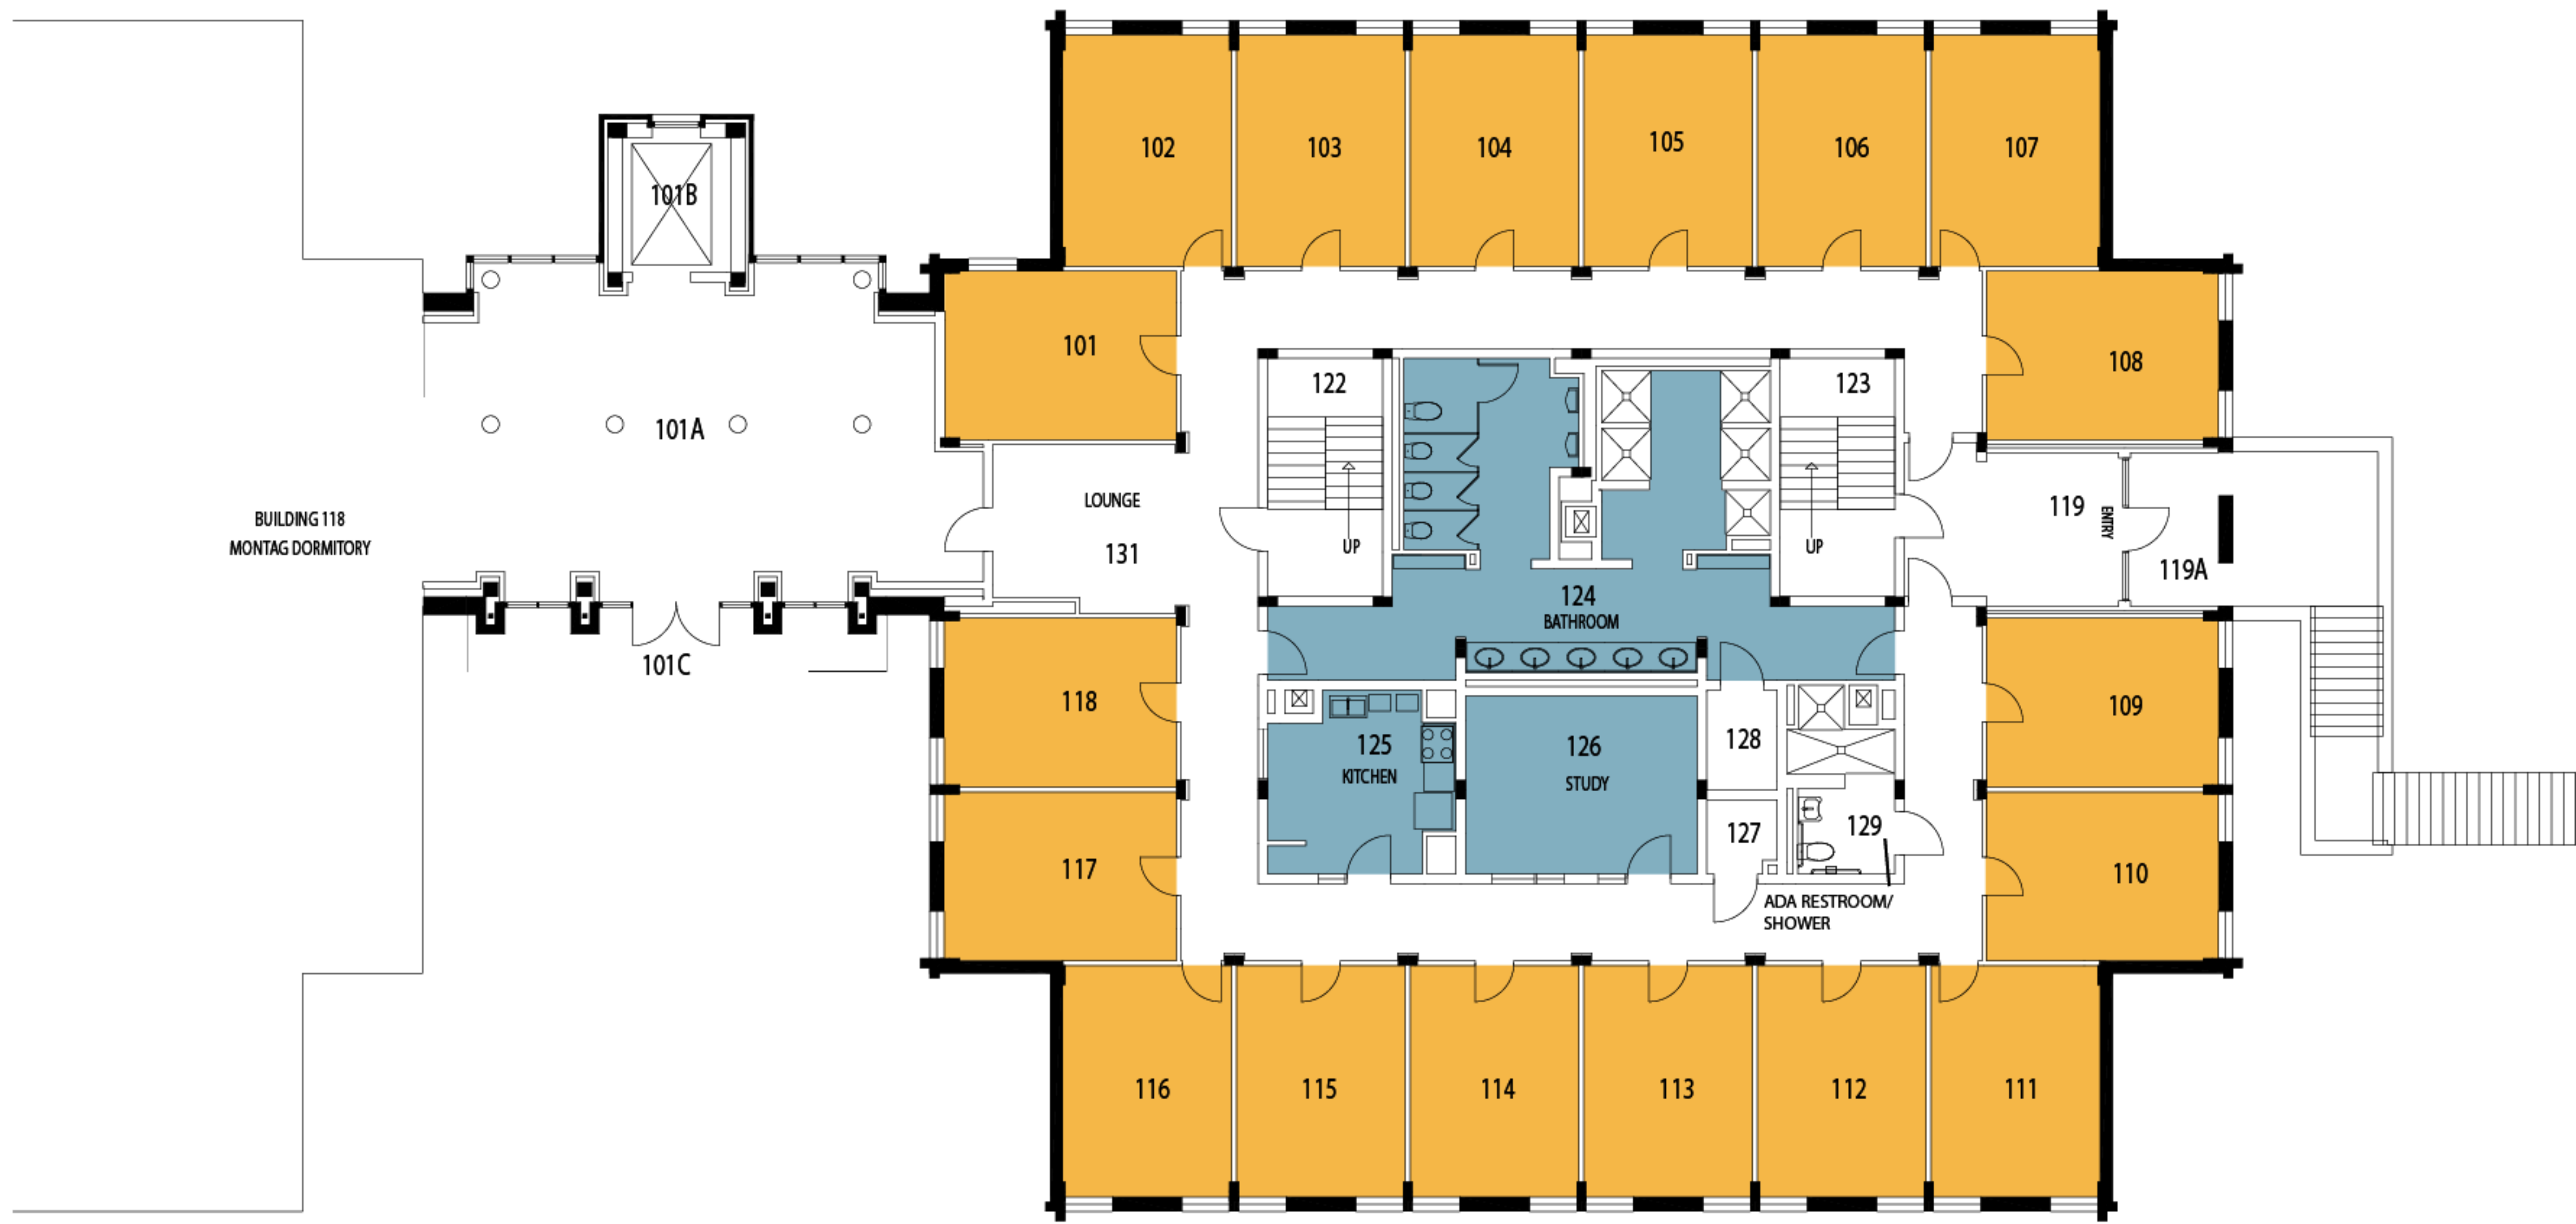 102
103
104
105
106
107
101B
101
108
122
123
101A
LOUNGE
131
119
ENTRY
119A
BUILDING 118
MONTAG DORMITORY
UP
UP
124
BATHROOM
101C
118
109
125
KITCHEN
126
STUDY
128
127
129
117
110
ADA RESTROOM/
SHOWER
116
115
114
113
112
111